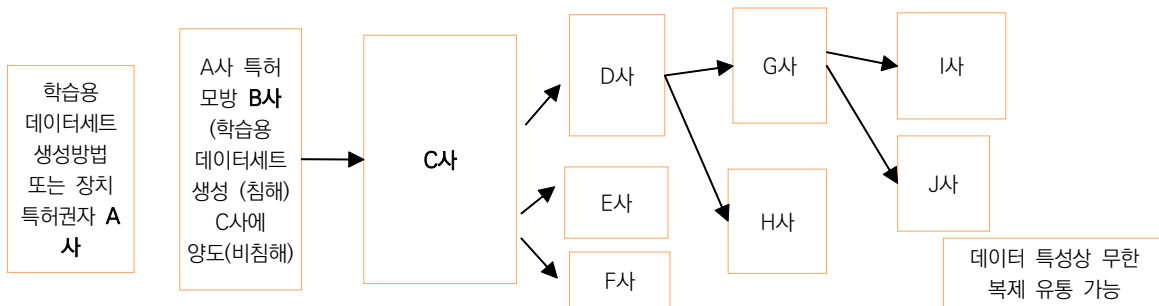 학습용
데이터세트
생성방법
또는 장치
특허권자 A
사
A사 특허
모방 B사
(학습용
데이터세트
생성 (침해)
C사에
양도(비침해)
C사
D사
E사
F사
G사
H사
I사
J사
데이터 특성상 무한
복제 유통 가능